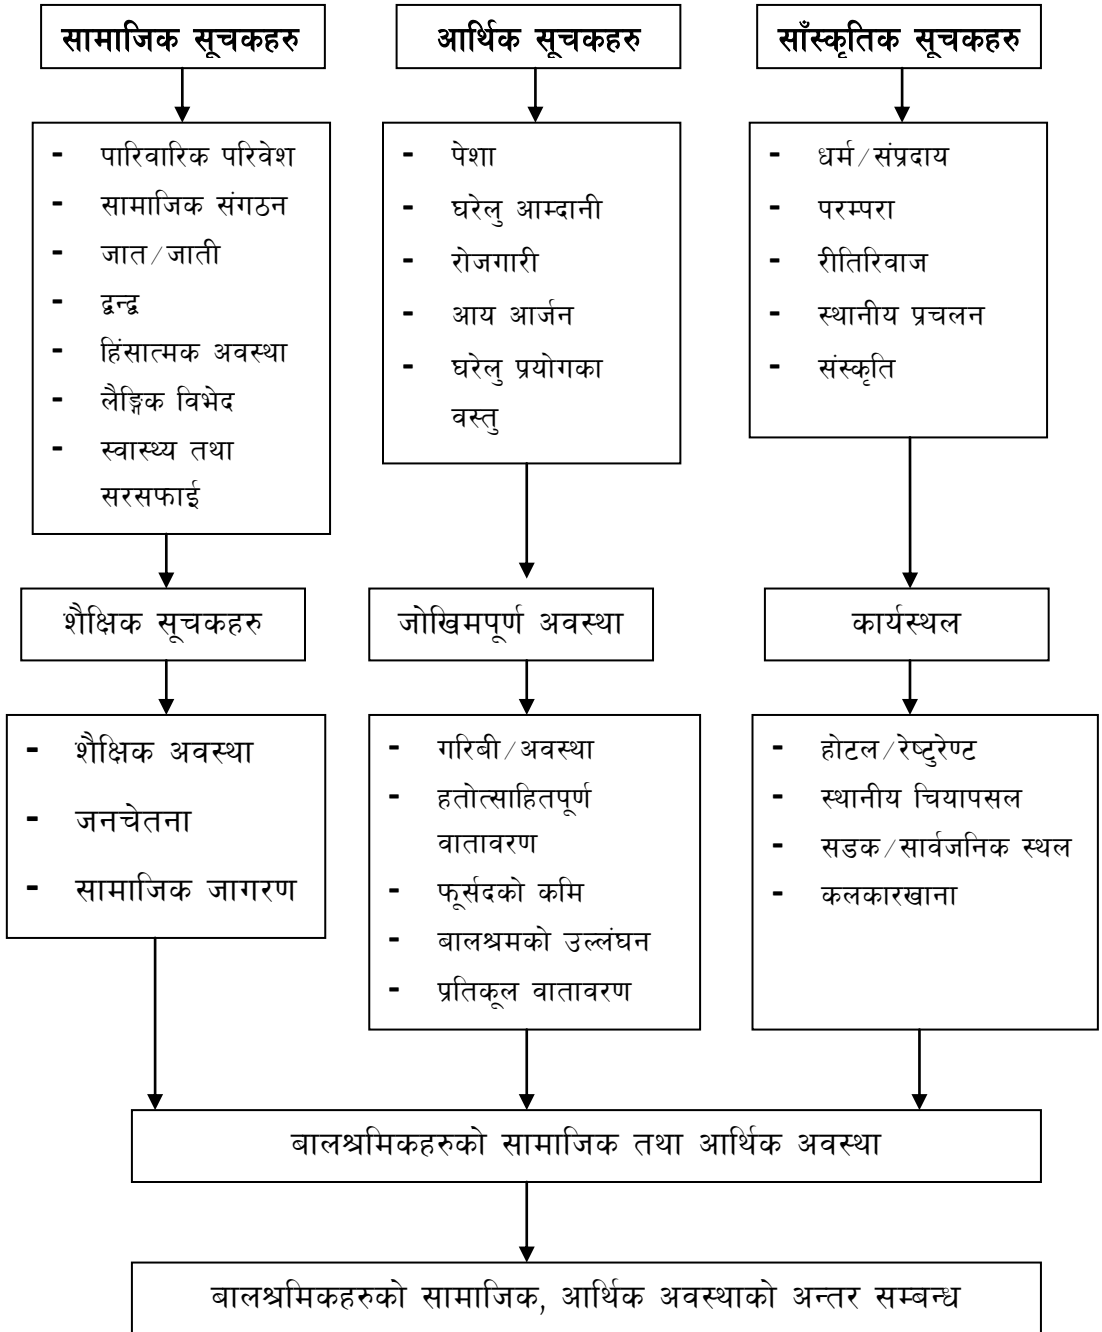 सामाजिक सूचकहरु
आर्थिक सूचकहरु
साँस्कृतिक सूचकहरु
- पारिवारिक परिवेश
- सामाजिक संगठन
- जात/जाती
- द्वन्द्व
- हिंसात्मक अवस्था
- लैङ्गिक विभेद
- स्वास्थ्य तथा
सरसफाई
- पेशा
- घरेलु आम्दानी
- रोजगारी
- आय आर्जन
- घरेलु प्रयोगका
वस्तु
- धर्म/संप्रदाय
- परम्परा
- रीतिरिवाज
- स्थानीय प्रचलन
- संस्कृति
शैक्षिक सूचकहरु
जोखिमपूर्ण अवस्था
कार्यस्थल
- शैक्षिक अवस्था
- जनचेतना
- सामाजिक जागरण
- गरिबी/अवस्था
- हतोत्साहितपूर्ण
वातावरण
- फूर्सदको कमि
- बालश्रमको उल्लंघन
- प्रतिकूल वातावरण
- होटल/रेष्टुरेण्ट
- स्थानीय चियापसल
- सडक/सार्वजनिक स्थल
- कलकारखाना
बालश्रमिकहरुको सामाजिक तथा आर्थिक अवस्था
बालश्रमिकहरुको सामाजिक, आर्थिक अवस्थाको अन्तर सम्बन्ध